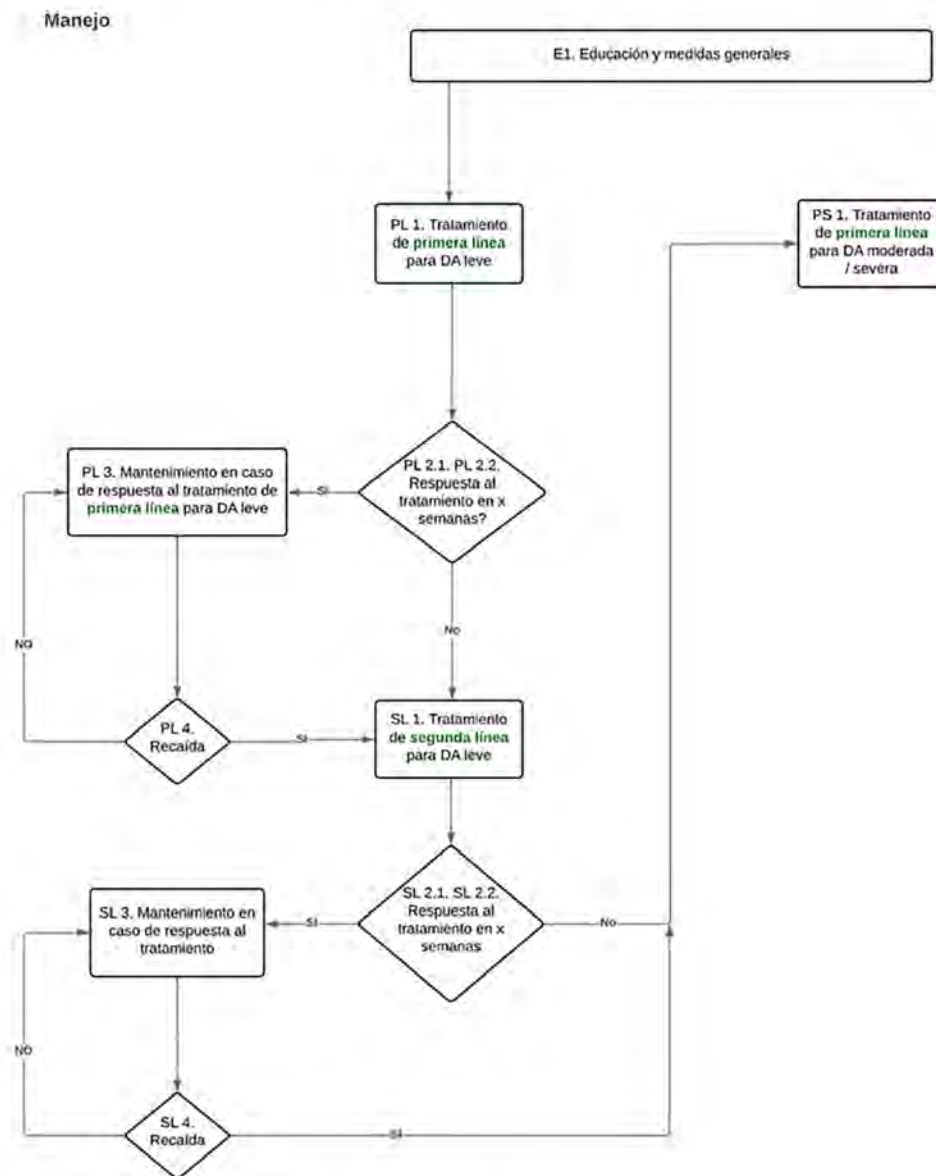 Manejo
E1. Educación y medidas generales
PL 1. Tratamiento
de primera línea
para DA leve
PS 1. Tratamiento
de primera línea
para DA moderada
/ severa
PL 2.1. PL 2.2.
Respuesta al
tratamiento en x
semanas?
SI
PL 3. Mantenimiento en caso
de respuesta al tratamiento de
primera línea para DA leve
No
NO
PL 4.
Recaída
SI
SL 1. Tratamiento
de segunda línea
para DA leve
SL 2.1. SL 2.2.
Respuesta al
tratamiento en x
semanas
SI
No
SL 3. Mantenimiento en
caso de respuesta al
tratamiento
NO
SL 4.
Recaída
SI